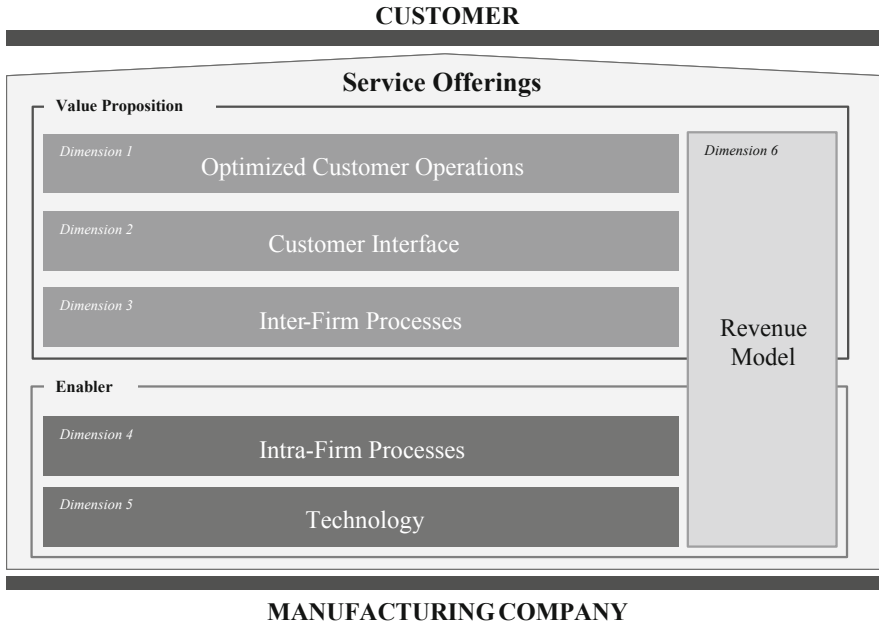 CUSTOMER
Service Offerings
Value Proposition
Dimension 1
Optimized Customer Operations
Dimension 2
Customer Interface
Dimension 3
Inter-Firm Processes
Dimension 6
Revenue
Model
Enabler
Dimension 4
Intra-Firm Processes
Dimension 5
Technology
MANUFACTURING COMPANY